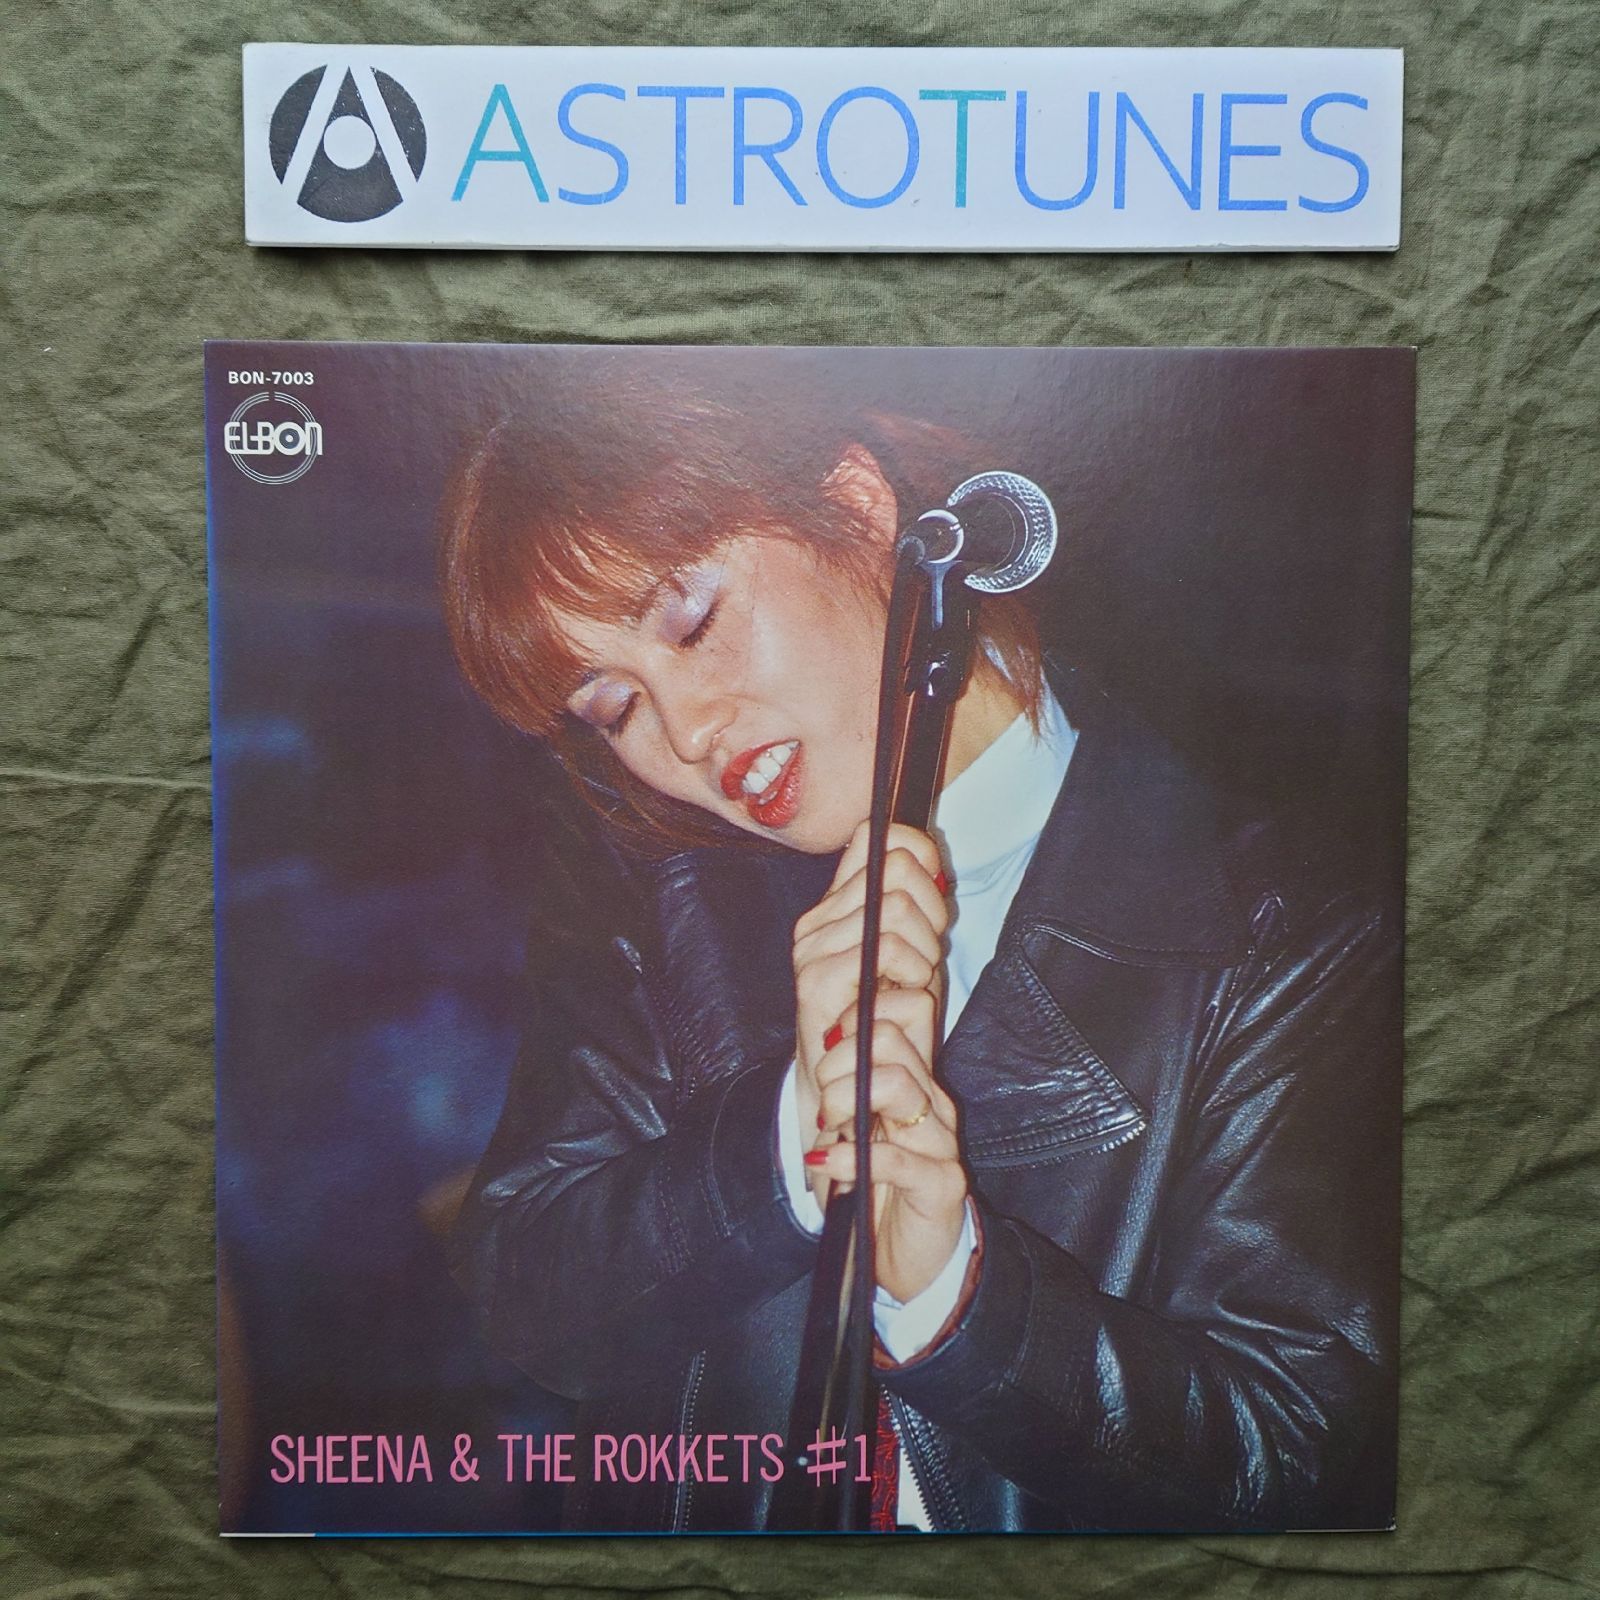 ASTROTUNES
BON-7003
ELBON
SHEENA & THE ROKKETS #1